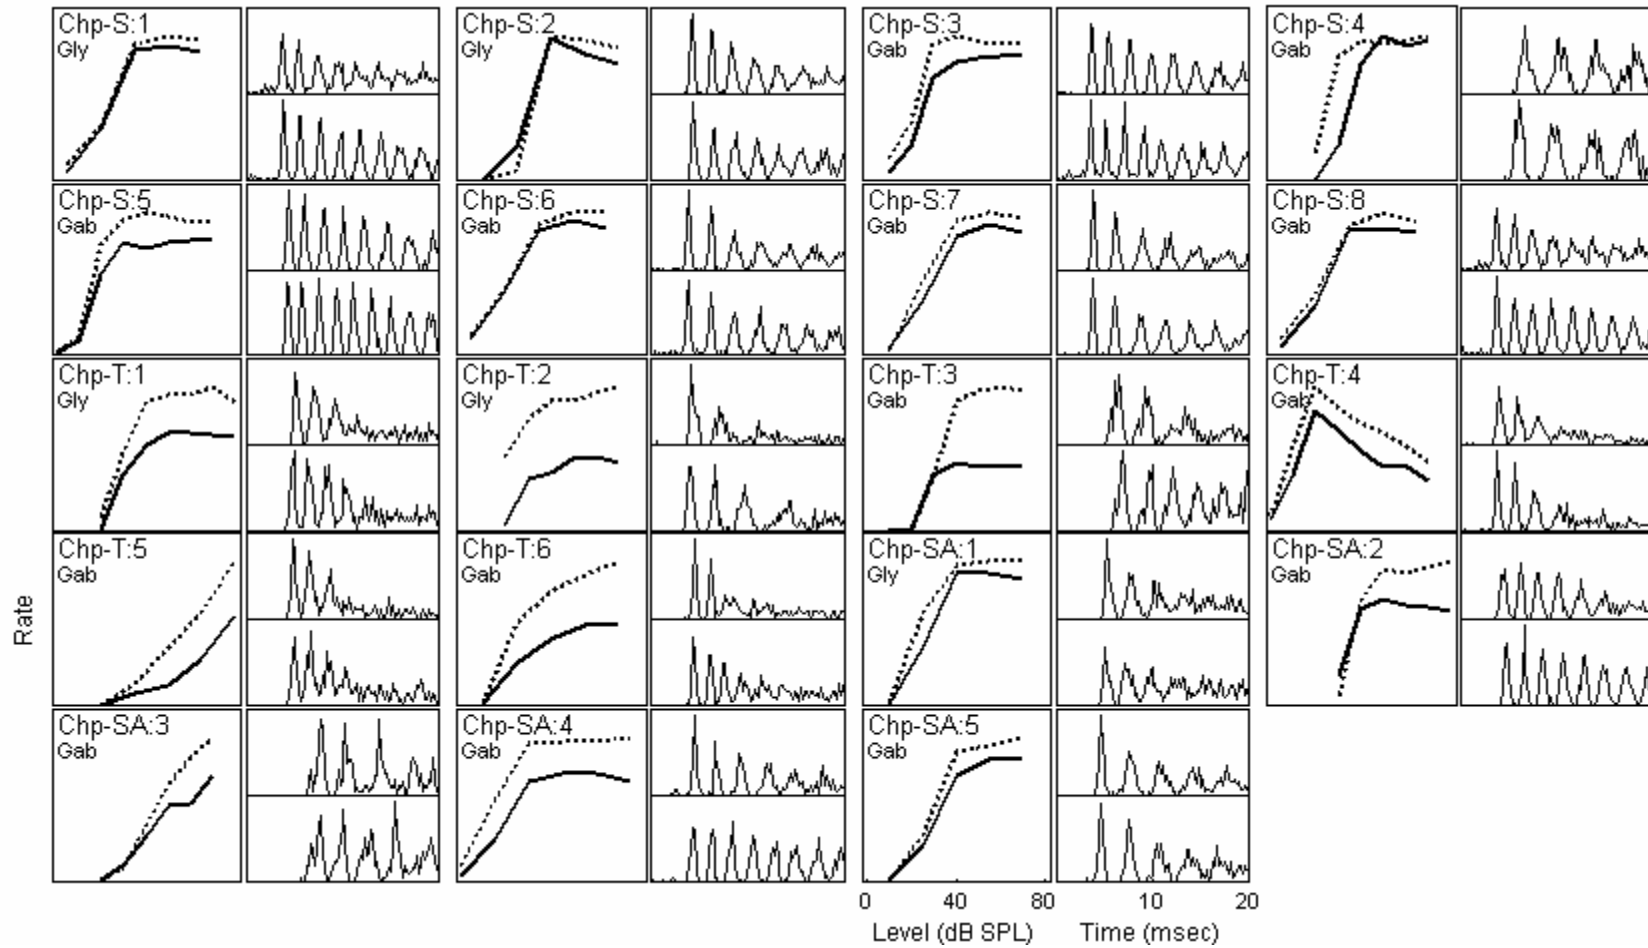 Chp-S:1
Gly
Chp-S:2
Gly
Chp-S:3
Gab
Chp-S:4
Gab
Chp-S:5
Gab
Chp-S:6
Gab
Chp-S:7
Gab
Chp-S:8
Gab
Chp-T:1
Gly
Chp-T:2
Gly
Chp-T:3
Gab
Chp-T:4
Gab
Chp-T:5
Gab
Chp-T:6
Gab
Chp-SA:1
Gly
Chp-SA:2
Gab
Rate
Chp-SA:3
Gab
Chp-SA:4
Gab
Chp-SA:5
Gab
0 40 80 10 20
Level (dB SPL) Time (msec)